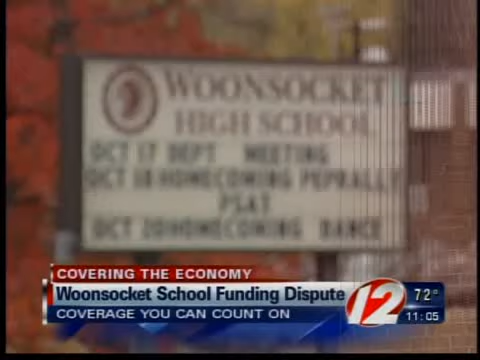 WOONSOCKET
HIGH SCHOOL
OCT 17 DEPT MEETING
OCT 18 HOMECOMING PEPRALLY
PSAT
OCT 20 HOMECOMING DANCE
COVERING THE ECONOMY
Woonsocket School Funding Dispute
COVERAGE YOU CAN COUNT ON
12
72°
11:05